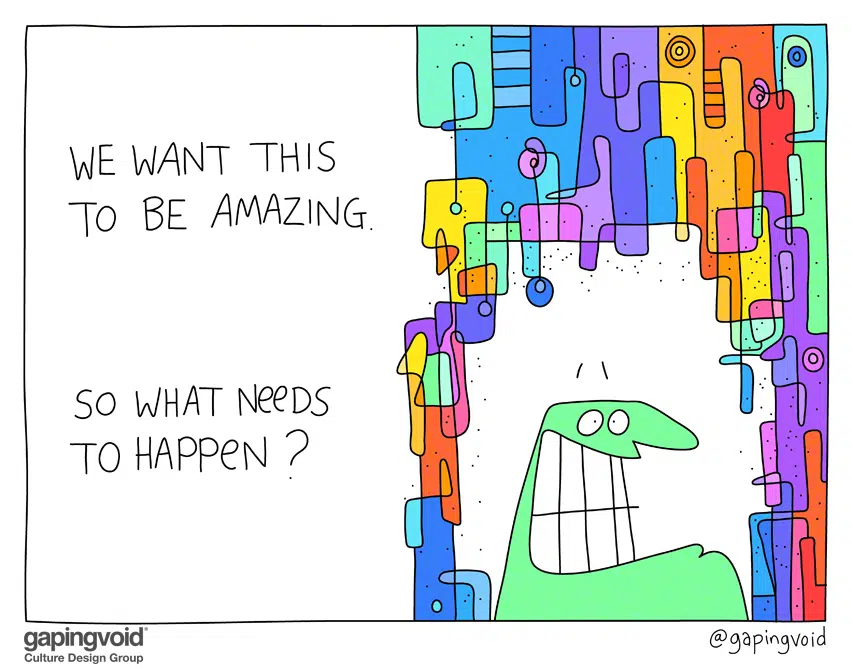 WE WANT THIS
TO BE AMAZING.
SO WHAT NeeDS
TO HAPPeN?
gapingvoid®
Culture Design Group
@gapingvoid